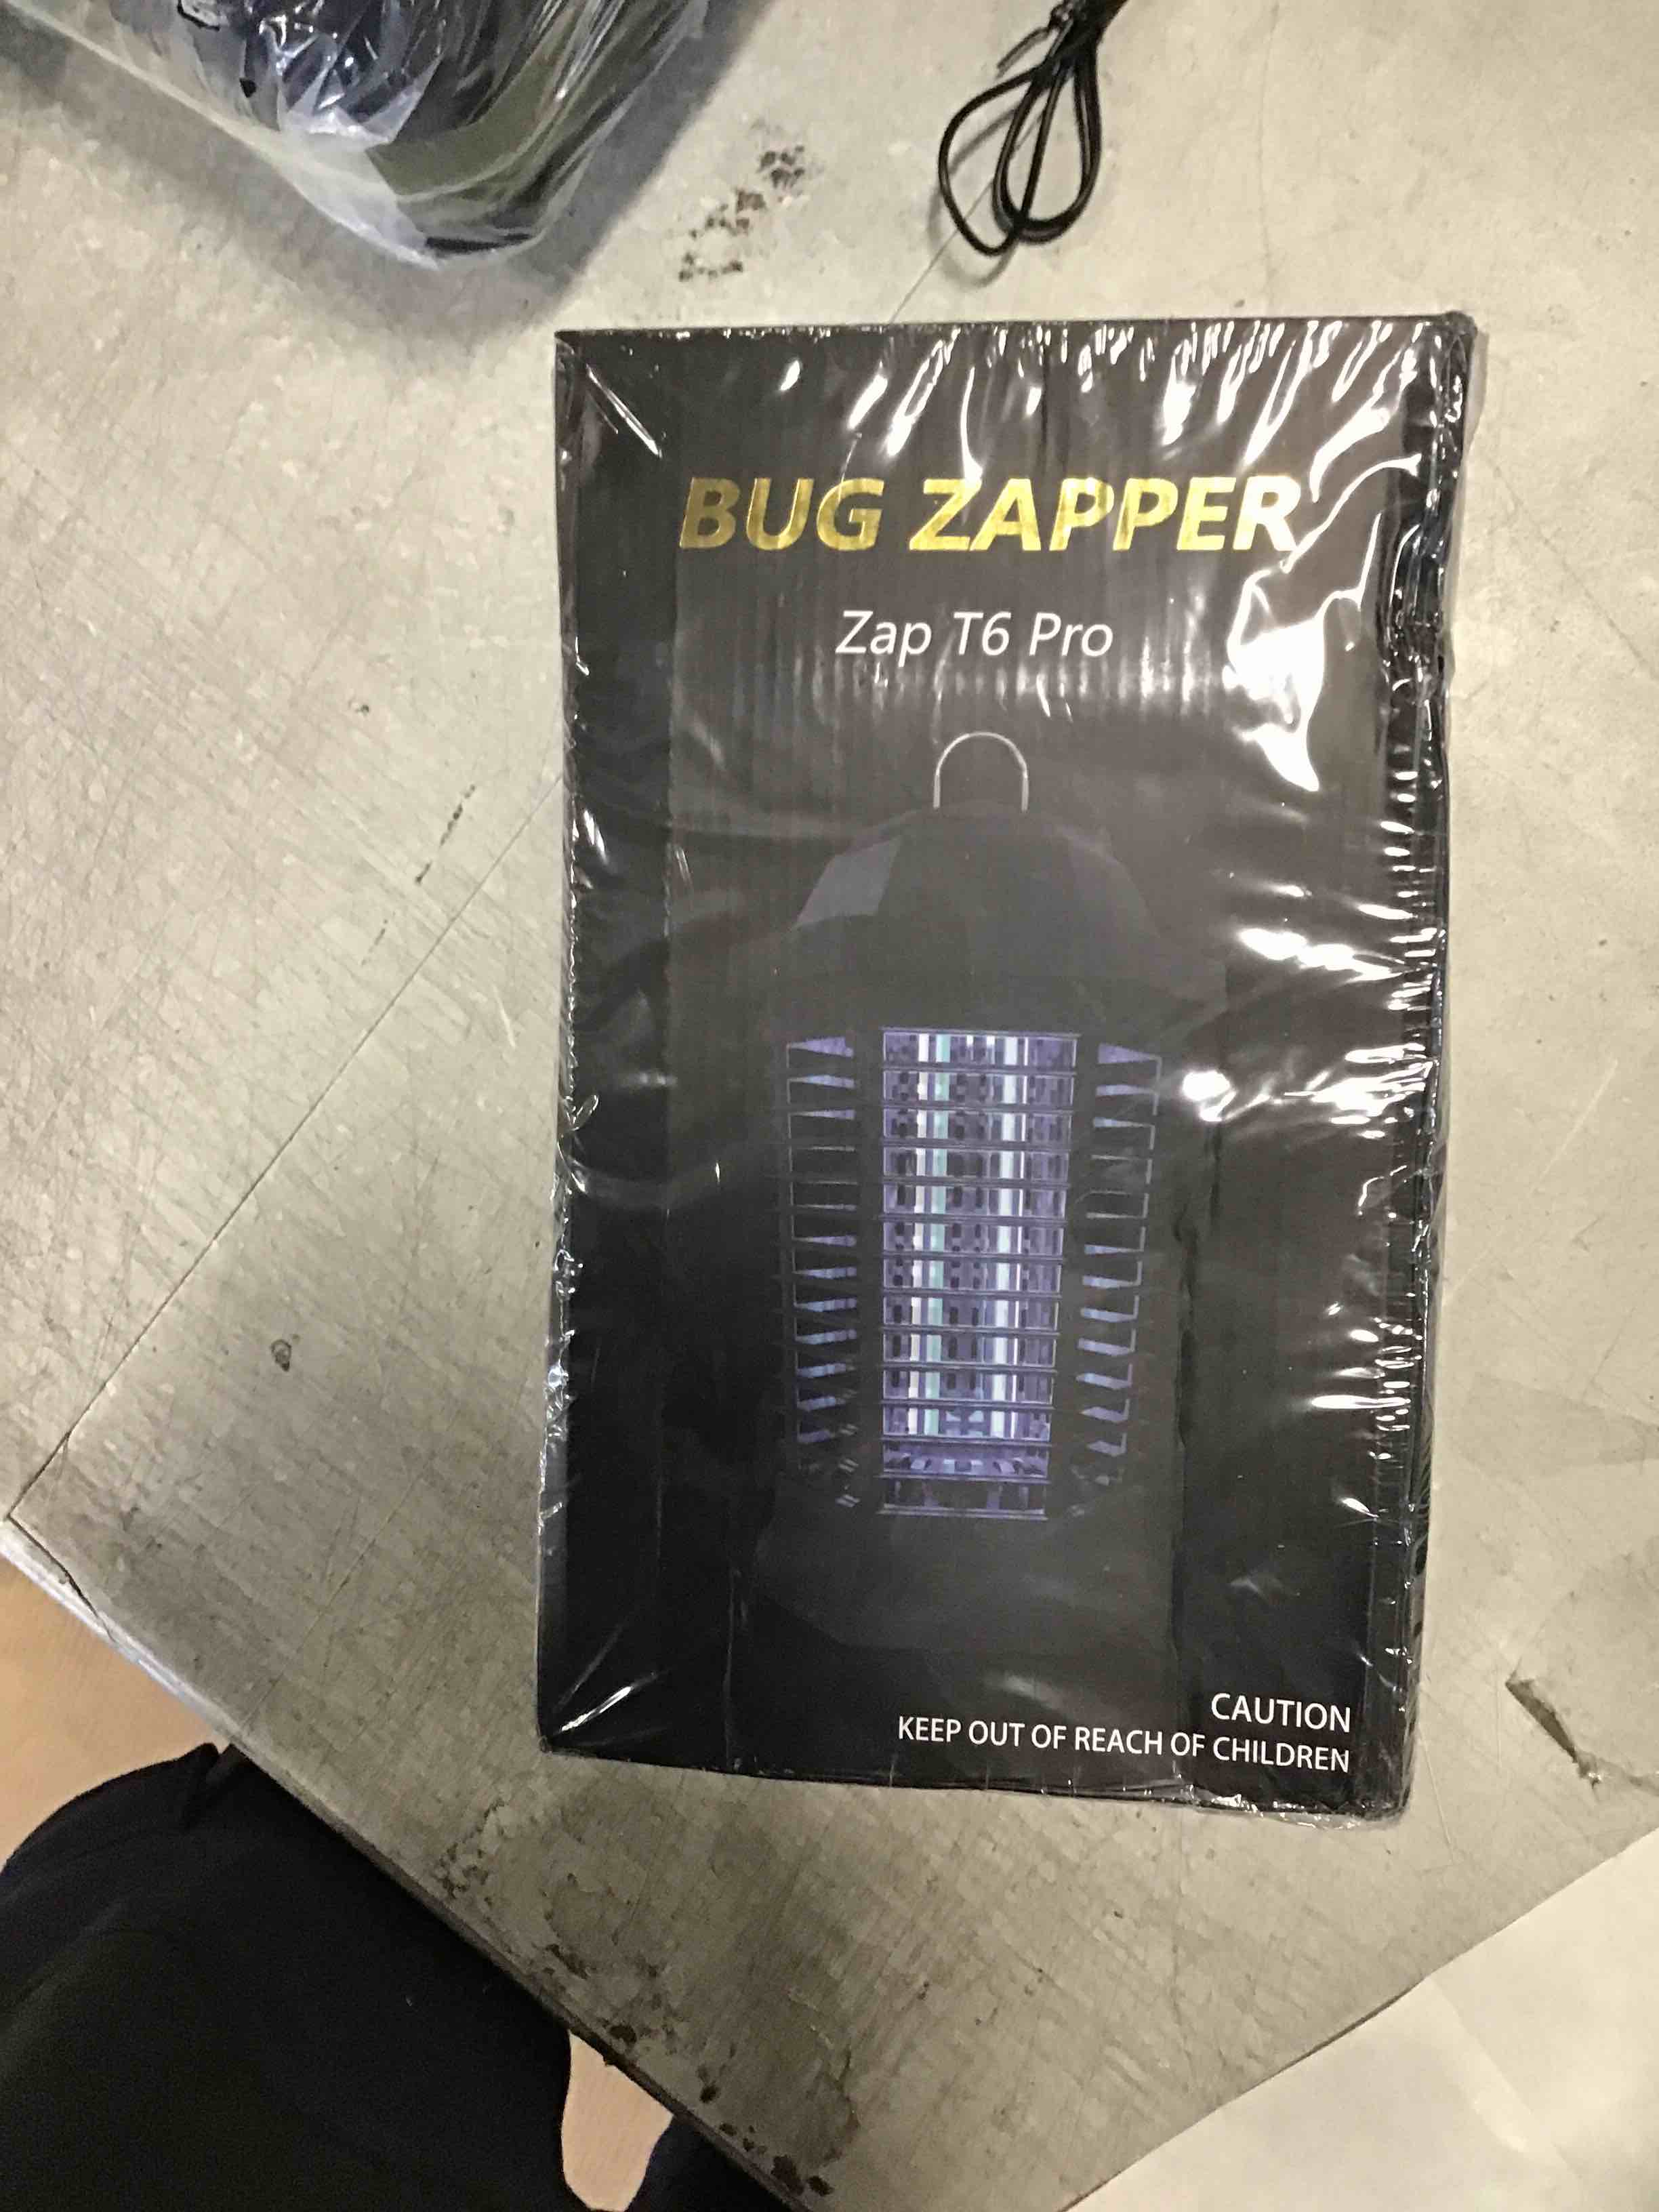 BUG ZAPPER
Zap T6 Pro
CAUTION
KEEP OUT OF REACH OF CHILDREN